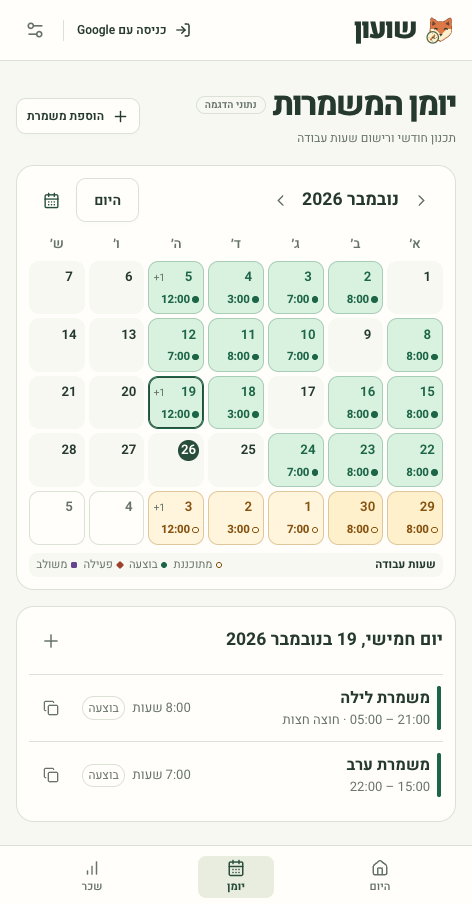 שועון
כניסה עם Google
יומן המשמרות
נתוני הדגמה
תכנון חודשי ורישום שעות עבודה
הוספת משמרת
נובמבר 2026
היום
א׳ ב׳ ג׳ ד׳ ה׳ ו׳ ש׳
1 2 3 4 5 +1 6 7
8:00 7:00 3:00 12:00
8 9 10 11 12 13 14
8:00 7:00 8:00 7:00
15 16 17 18 19 +1 20 21
8:00 8:00 3:00 12:00
22 23 24 25 26 27 28
8:00 8:00 7:00
29 30 1 2 3 +1 4 5
8:00 8:00 7:00 3:00 12:00
שעות עבודה
מתוכננת בוצעה פעילה משולב
יום חמישי, 19 בנובמבר 2026
משמרת לילה
21:00 – 05:00 · חוצה חצות
8:00 שעות
בוצעה
משמרת ערב
15:00 – 22:00
7:00 שעות
בוצעה
היום
יומן
שכר